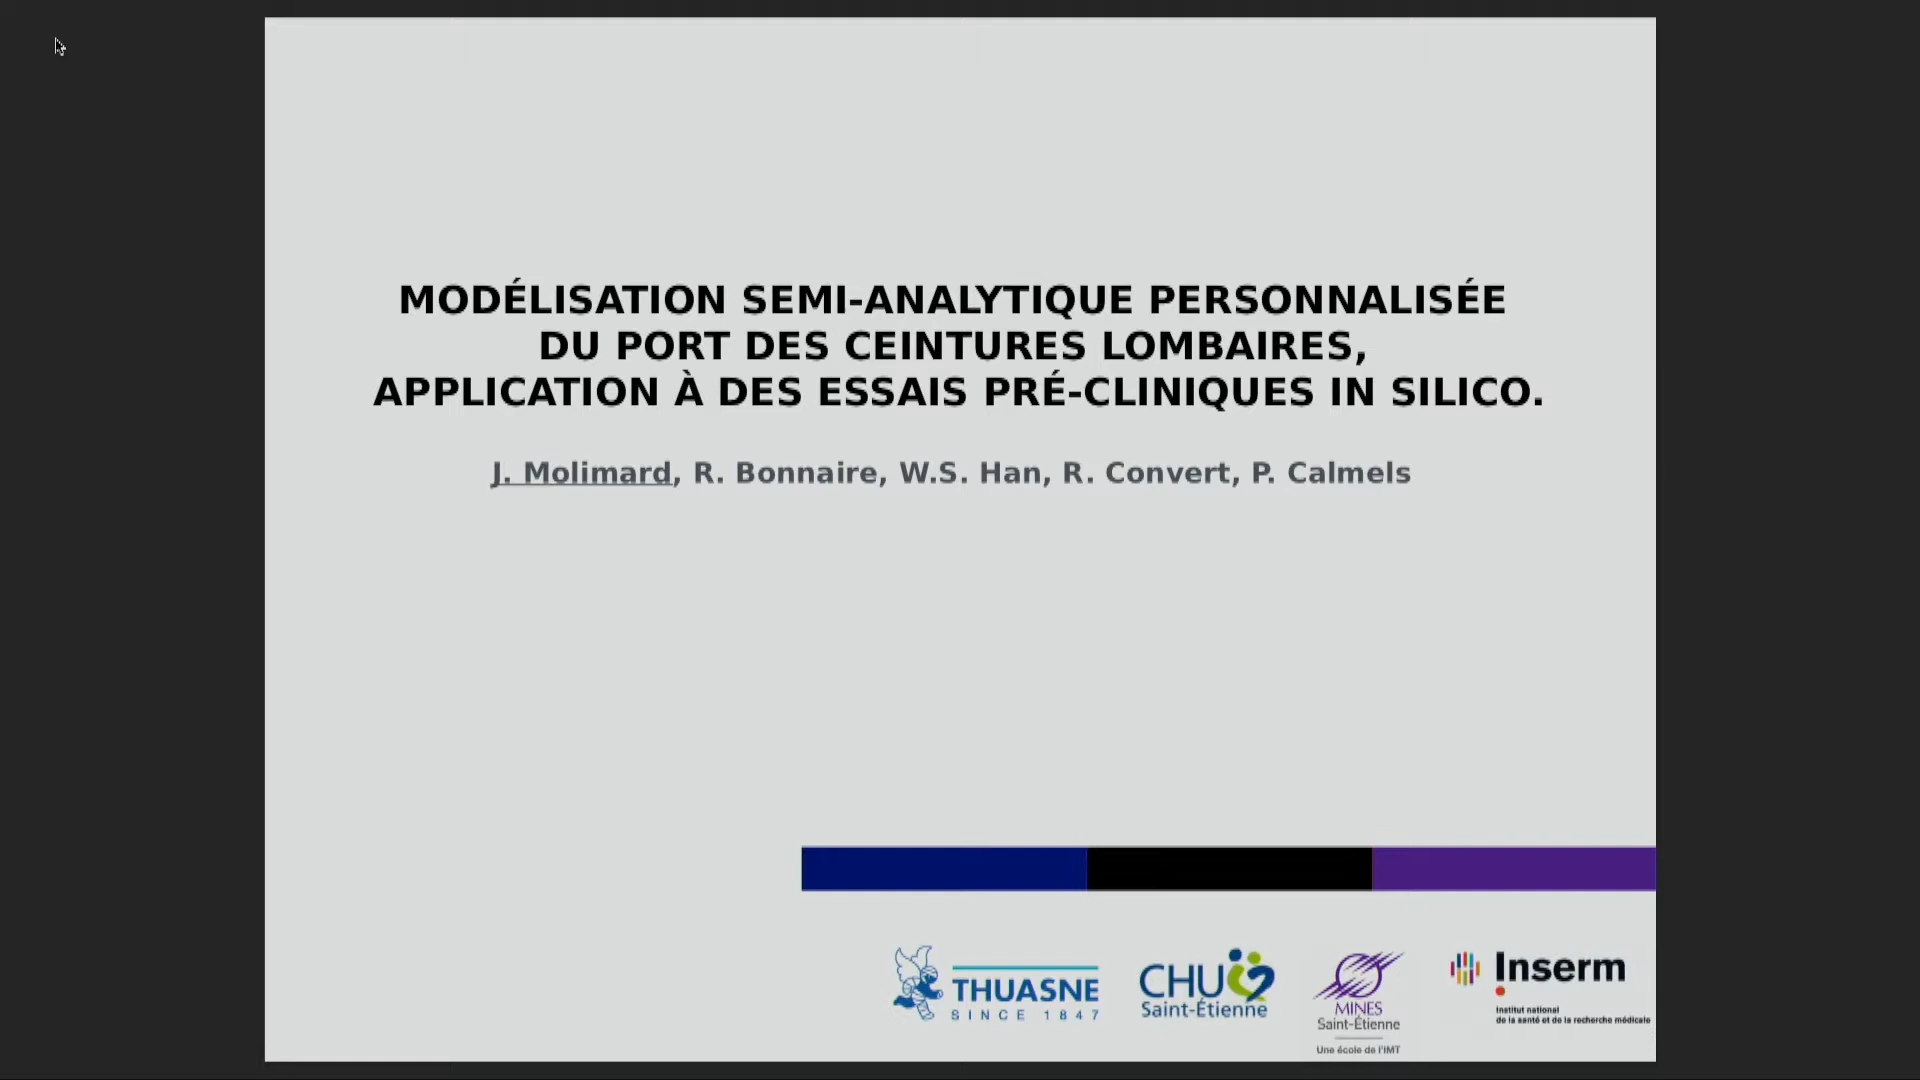 MODÉLISATION SEMI-ANALYTIQUE PERSONNALISÉE
DU PORT DES CEINTURES LOMBAIRES,
APPLICATION À DES ESSAIS PRÉ-CLINIQUES IN SILICO.
J. Molimard, R. Bonnaire, W.S. Han, R. Convert, P. Calmels
THUASNE
SINCE 1847
CHU
Saint-Étienne
MINES
Saint-Étienne
Une école de l'IMT
Inserm
Institut national
de la santé et de la recherche médicale